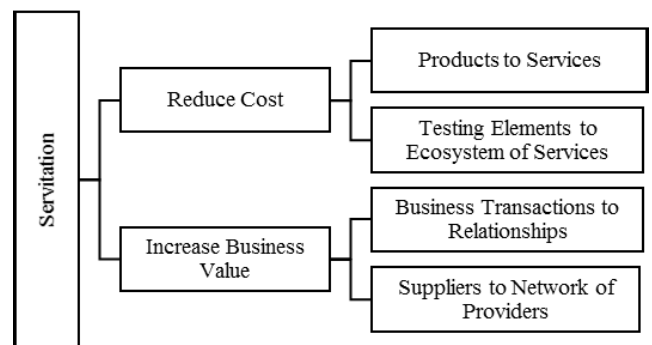 Servitation
Reduce Cost
Products to Services
Testing Elements to
Ecosystem of Services
Increase Business
Value
Business Transactions to
Relationships
Suppliers to Network of
Providers